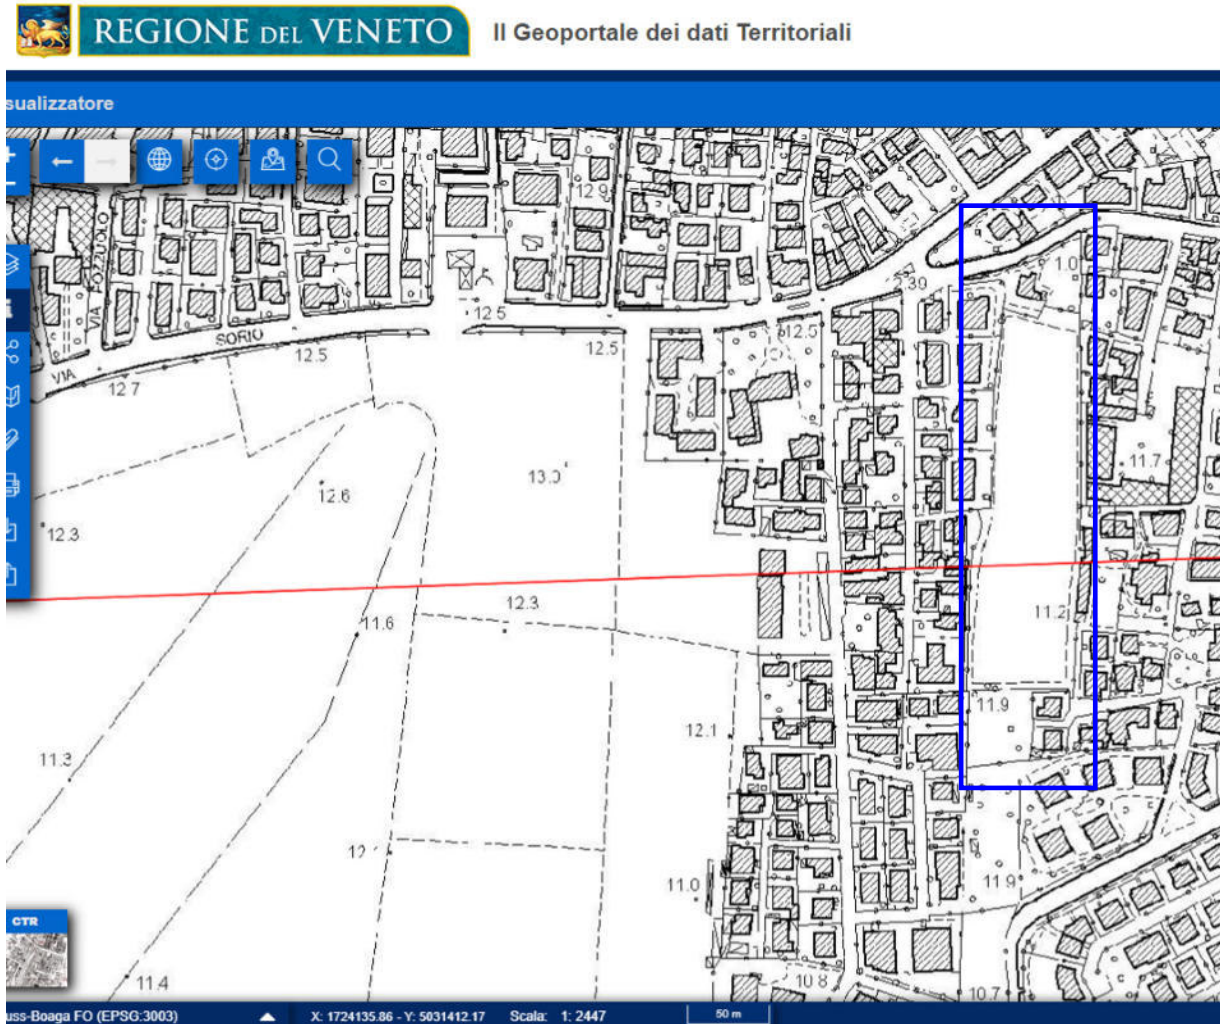 REGIONE DEL VENETO
Il Geoportale dei dati Territoriali
sualizzatore
12.9
VIA POZZUOLO
1.0
12.5
12.5
VIA SORIO
12.5
12.5
12.7
13.0
11.7
12.6
12.3
12.3
11.2
11.6
11.9
12.1
11.3
11.0
11.9
11.4
10.8
10.7
CTR
uss-Boaga FO (EPSG:3003)
X: 1724135.86 - Y: 5031412.17
Scala: 1: 2447
50 m